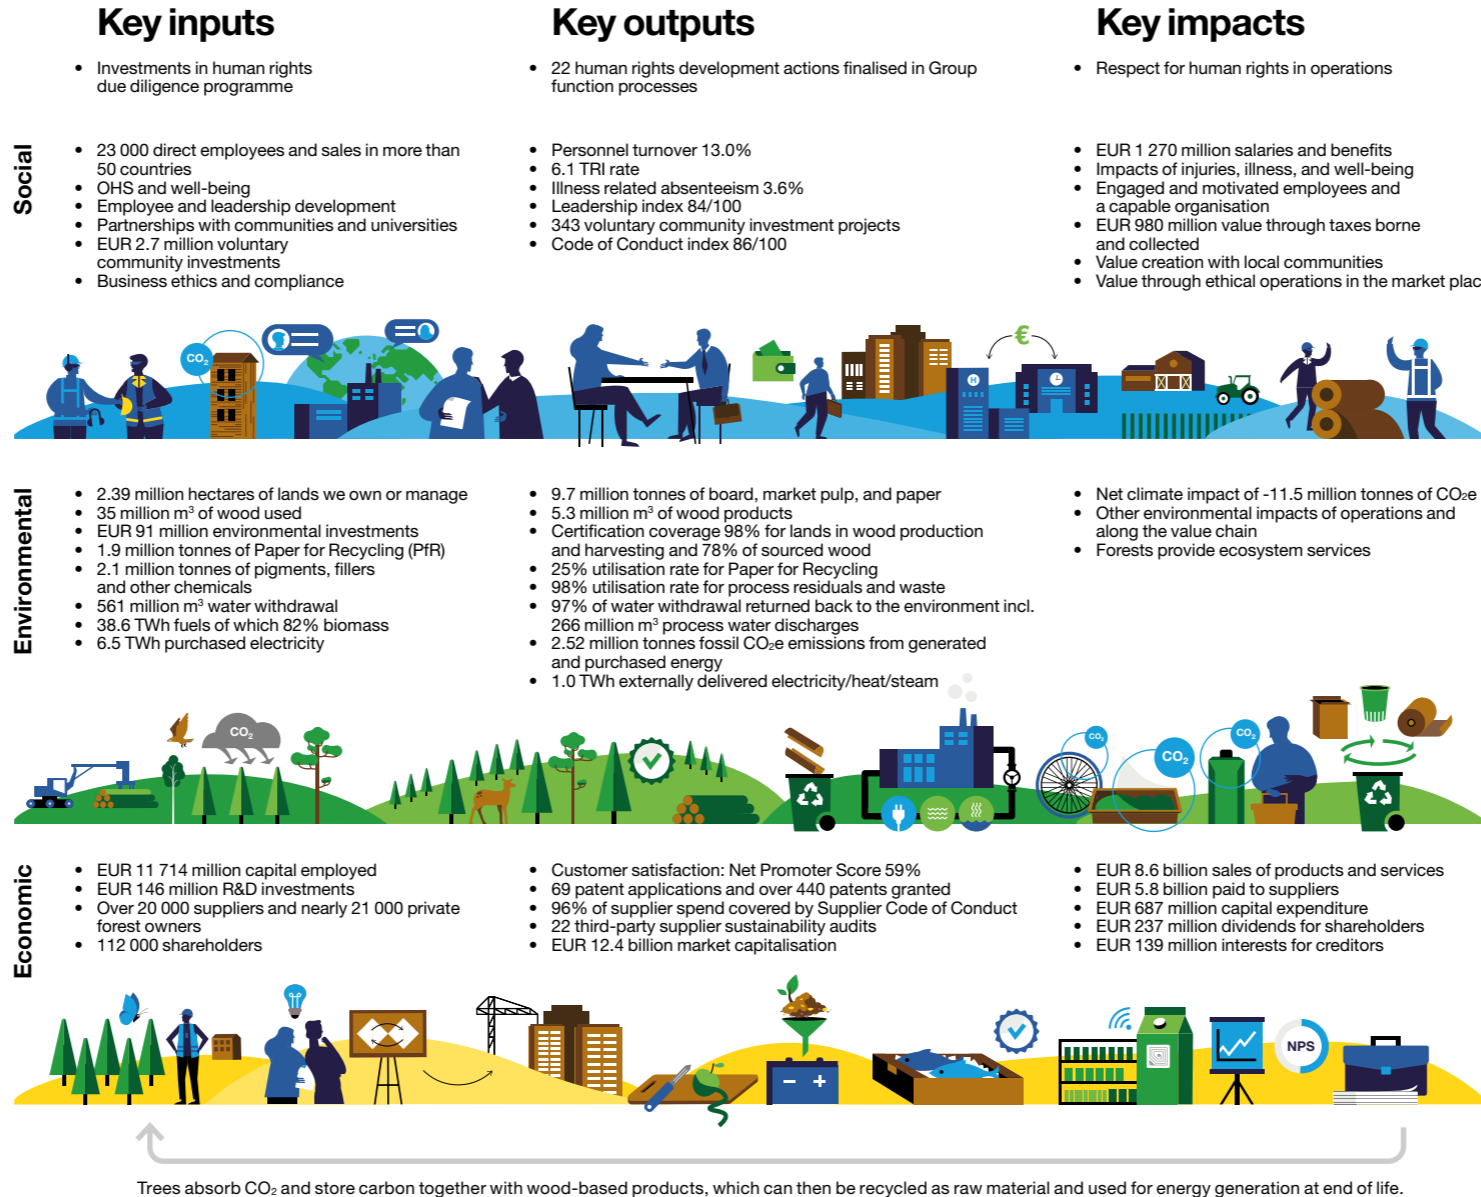 Key inputs
Key outputs
Key impacts
• Investments in human rights
due diligence programme
• 22 human rights development actions finalised in Group
function processes
• Respect for human rights in operations
Social
• 23 000 direct employees and sales in more than
50 countries
• OHS and well-being
• Employee and leadership development
• Partnerships with communities and universities
• EUR 2.7 million voluntary
community investments
• Business ethics and compliance
• Personnel turnover 13.0%
• 6.1 TRI rate
• Illness related absenteeism 3.6%
• Leadership index 84/100
• 343 voluntary community investment projects
• Code of Conduct index 86/100
• EUR 1 270 million salaries and benefits
• Impacts of injuries, illness, and well-being
• Engaged and motivated employees and
a capable organisation
• EUR 980 million value through taxes borne
and collected
• Value creation with local communities
• Value through ethical operations in the market plac
CO₂
€
H
Environmental
• 2.39 million hectares of lands we own or manage
• 35 million m³ of wood used
• EUR 91 million environmental investments
• 1.9 million tonnes of Paper for Recycling (PfR)
• 2.1 million tonnes of pigments, fillers
and other chemicals
• 561 million m³ water withdrawal
• 38.6 TWh fuels of which 82% biomass
• 6.5 TWh purchased electricity
• 9.7 million tonnes of board, market pulp, and paper
• 5.3 million m³ of wood products
• Certification coverage 98% for lands in wood production
and harvesting and 78% of sourced wood
• 25% utilisation rate for Paper for Recycling
• 98% utilisation rate for process residuals and waste
• 97% of water withdrawal returned back to the environment incl.
266 million m³ process water discharges
• 2.52 million tonnes fossil CO₂e emissions from generated
and purchased energy
• 1.0 TWh externally delivered electricity/heat/steam
• Net climate impact of -11.5 million tonnes of CO₂e
• Other environmental impacts of operations and
along the value chain
• Forests provide ecosystem services
CO₂
CO₂
CO₂
CO₂
Economic
• EUR 11 714 million capital employed
• EUR 146 million R&D investments
• Over 20 000 suppliers and nearly 21 000 private
forest owners
• 112 000 shareholders
• Customer satisfaction: Net Promoter Score 59%
• 69 patent applications and over 440 patents granted
• 96% of supplier spend covered by Supplier Code of Conduct
• 22 third-party supplier sustainability audits
• EUR 12.4 billion market capitalisation
• EUR 8.6 billion sales of products and services
• EUR 5.8 billion paid to suppliers
• EUR 687 million capital expenditure
• EUR 237 million dividends for shareholders
• EUR 139 million interests for creditors
NPS
− +
Trees absorb CO₂ and store carbon together with wood-based products, which can then be recycled as raw material and used for energy generation at end of life.